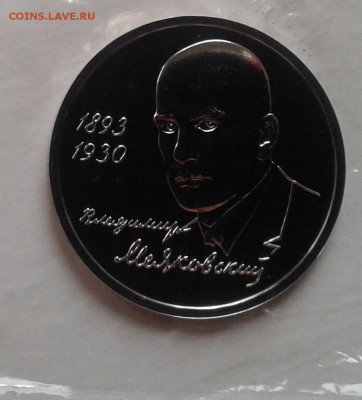 COINS.LAVE.RU
1893
1930
Владимир
Маяковский